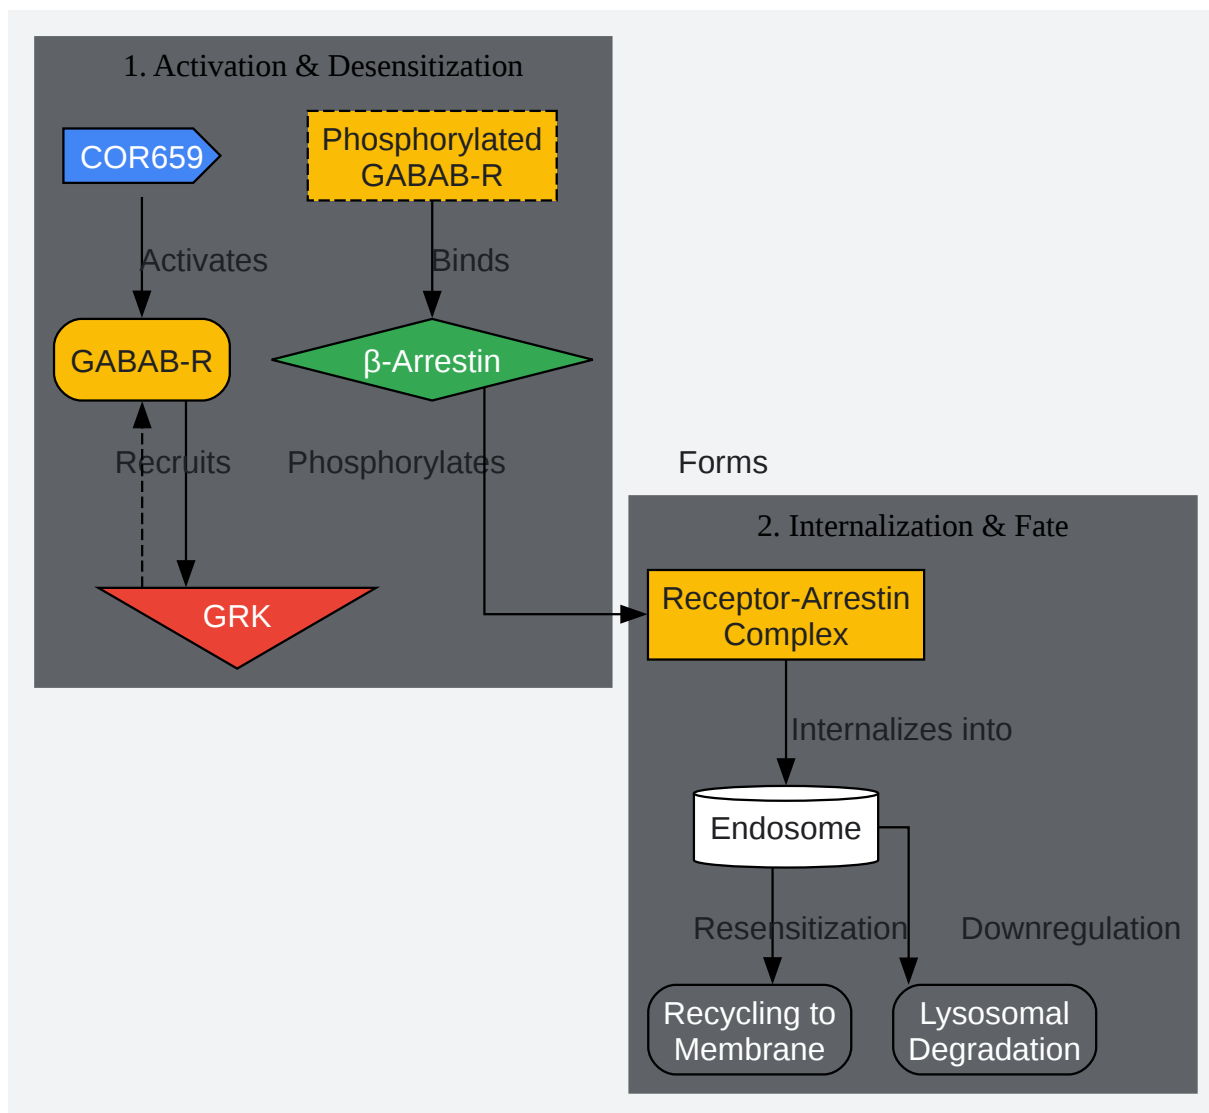 1. Activation & Desensitization
COR659
Phosphorylated
GABAB-R
Activates
Binds
GABAB-R
β-Arrestin
Recruits
Phosphorylates
Forms
GRK
2. Internalization & Fate
Receptor-Arrestin
Complex
Internalizes into
Endosome
Resensitization
Downregulation
Recycling to
Membrane
Lysosomal
Degradation